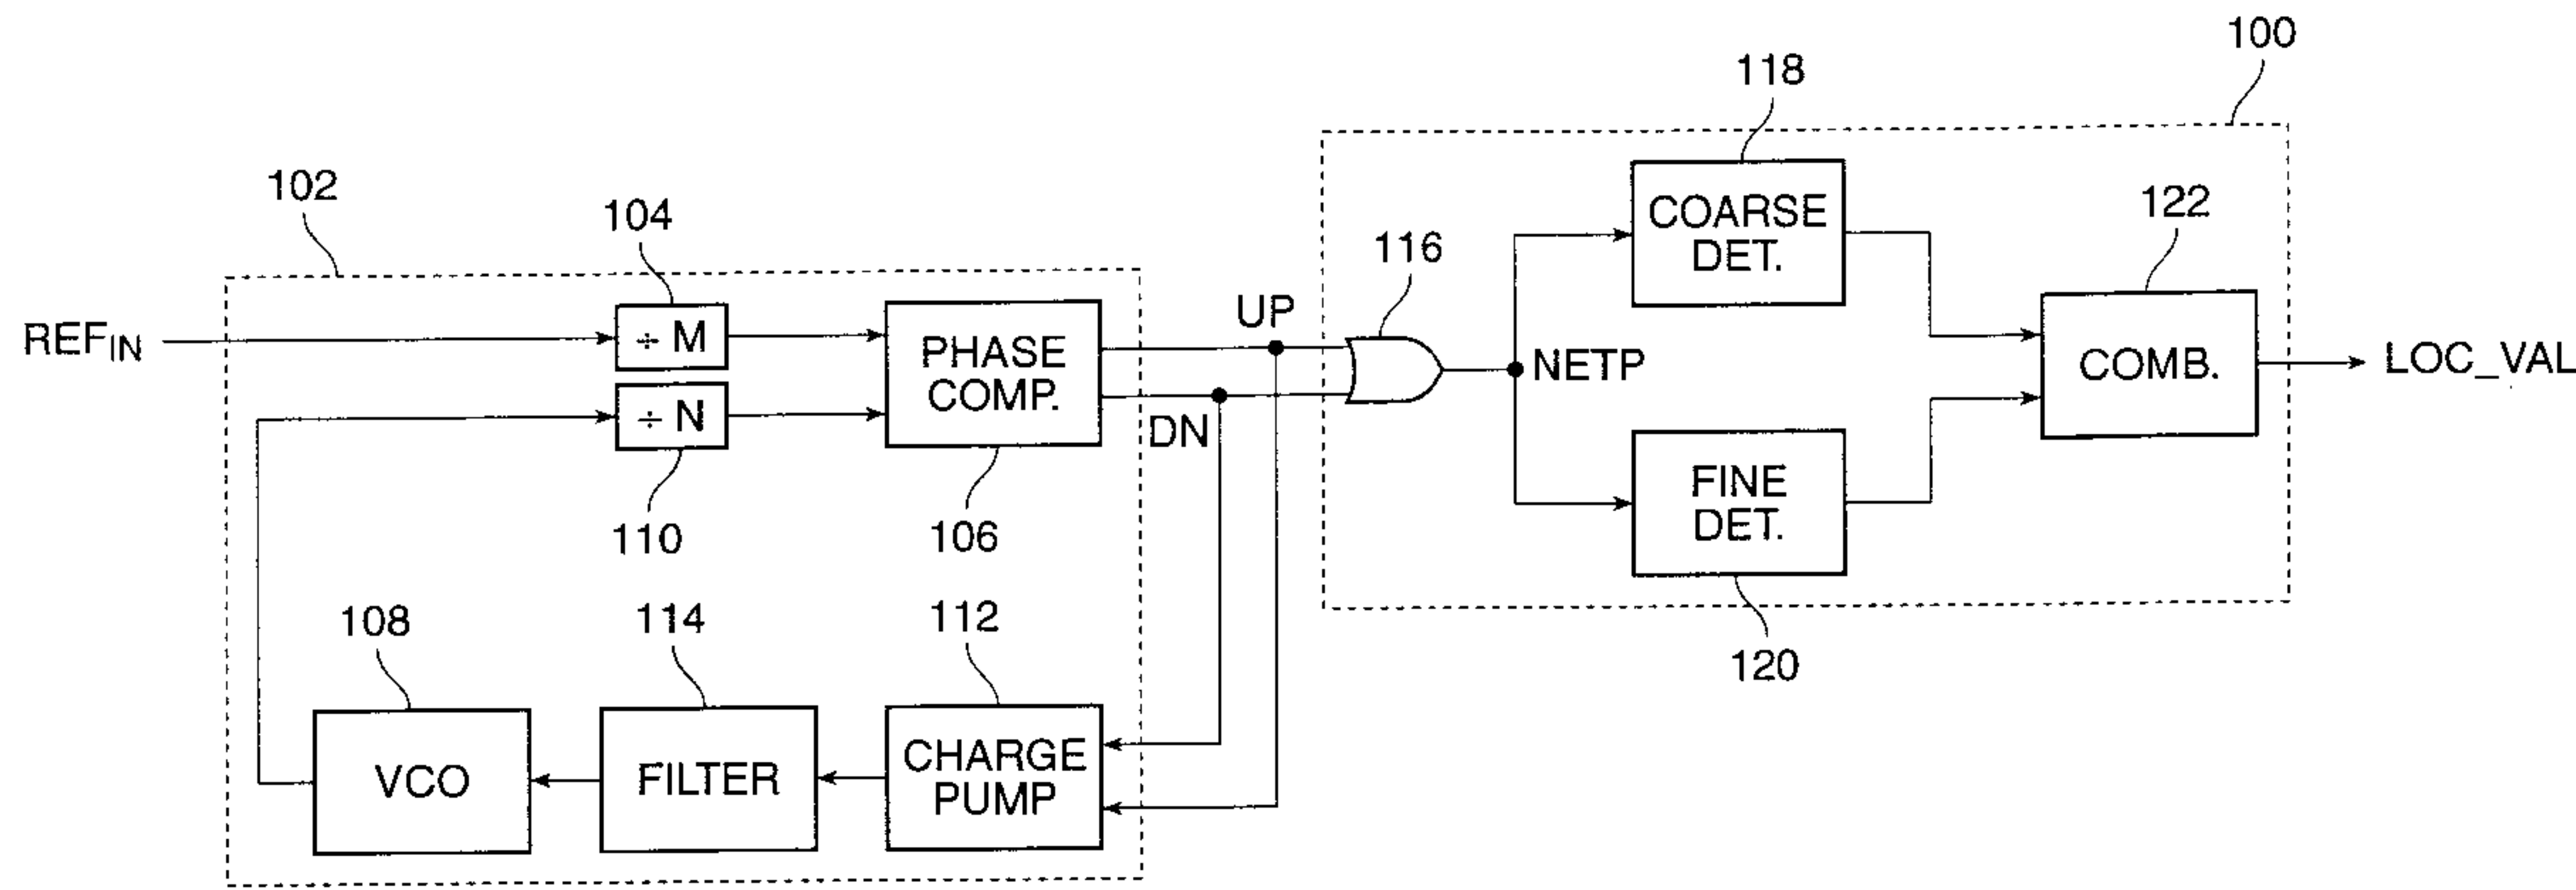 100
118
102
104
COARSE
DET.
122
116
UP
REFIN
÷ M
PHASE
COMP.
NETP
COMB.
LOC_VAL
÷ N
DN
110
106
FINE
DET.
108
114
112
120
VCO
FILTER
CHARGE
PUMP